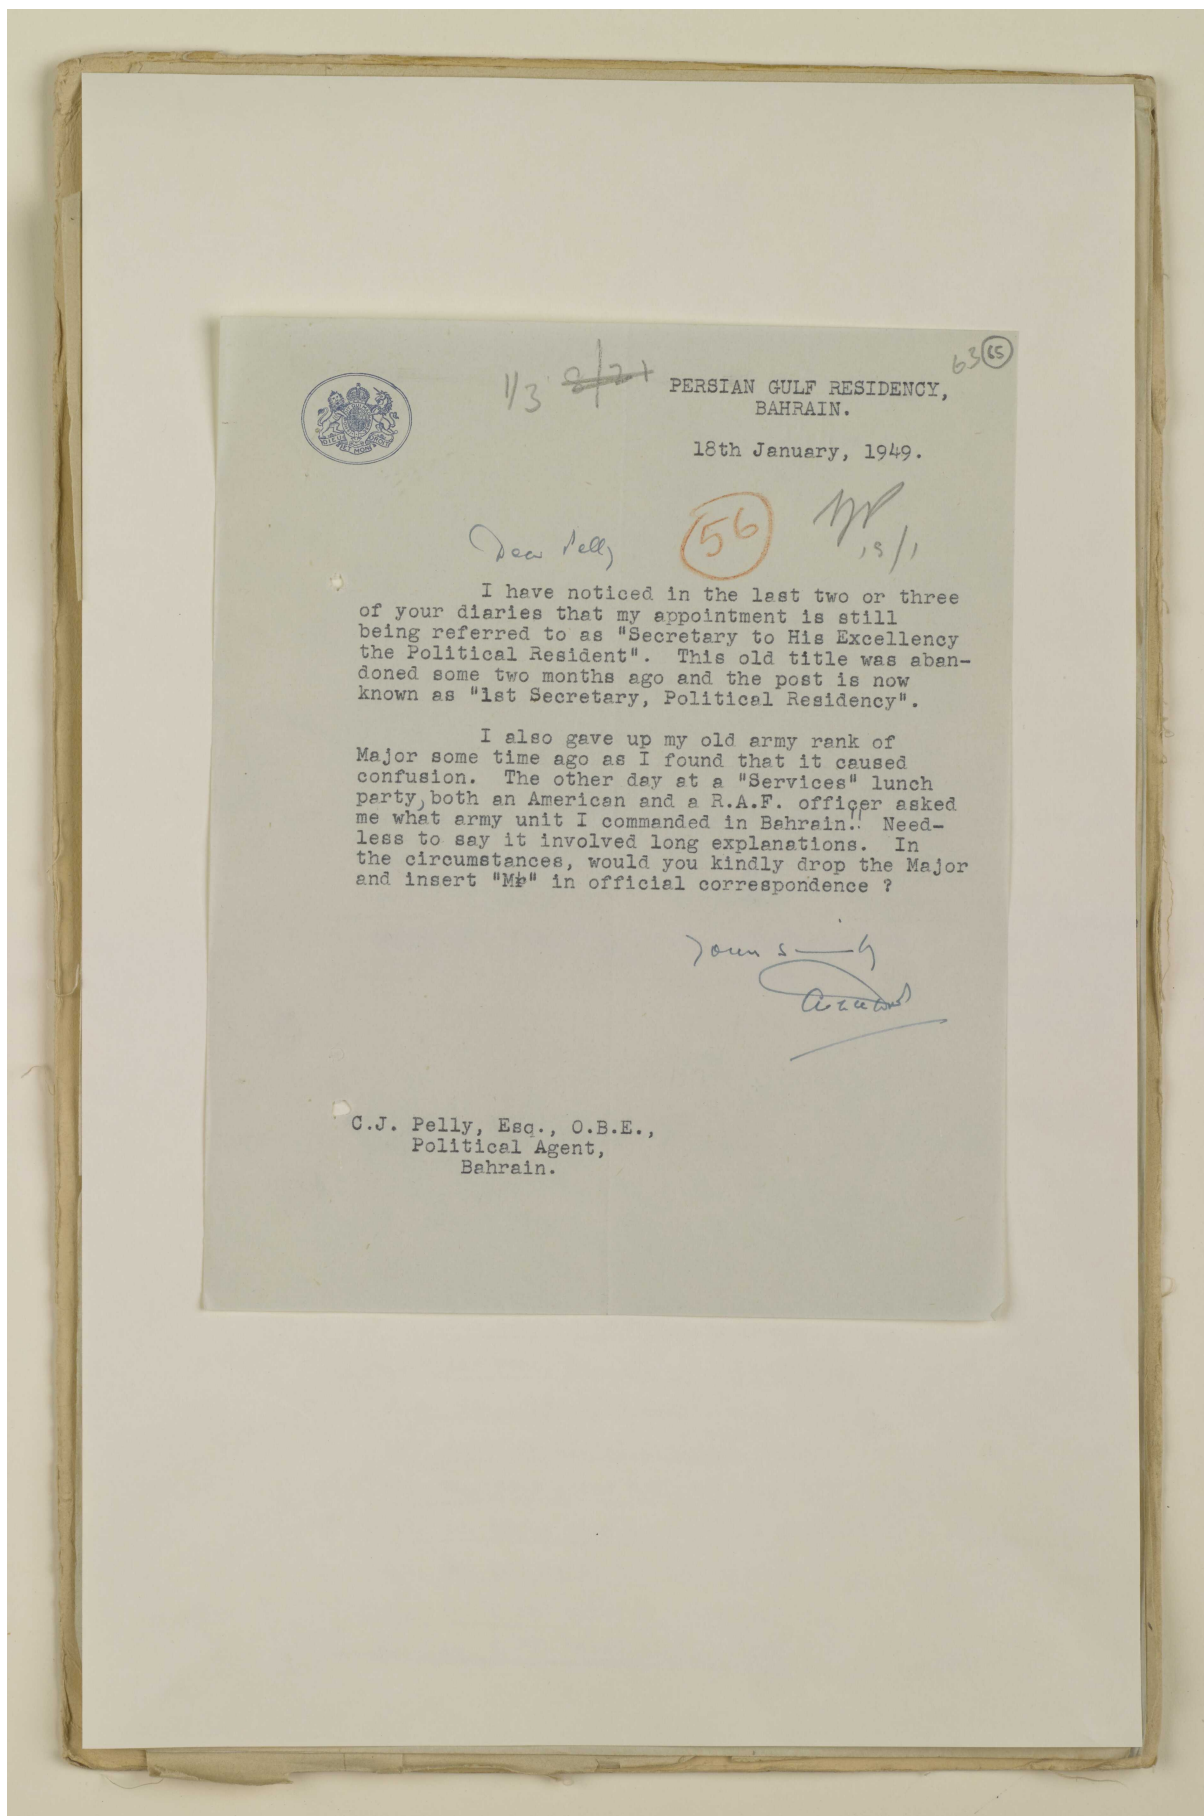 63 65
1/3
PERSIAN GULF RESIDENCY,
BAHRAIN.
18th January, 1949.
56
Dear Pelly
I have noticed in the last two or three
of your diaries that my appointment is still
being referred to as "Secretary to His Excellency
the Political Resident". This old title was aban-
doned some two months ago and the post is now
known as "1st Secretary, Political Residency".
I also gave up my old army rank of
Major some time ago as I found that it caused
confusion. The other day at a "Services" lunch
party, both an American and a R.A.F. officer asked
me what army unit I commanded in Bahrain!! Need-
less to say it involved long explanations. In
the circumstances, would you kindly drop the Major
and insert "Mr" in official correspondence ?
C.J. Pelly, Esq., O.B.E.,
Political Agent,
Bahrain.